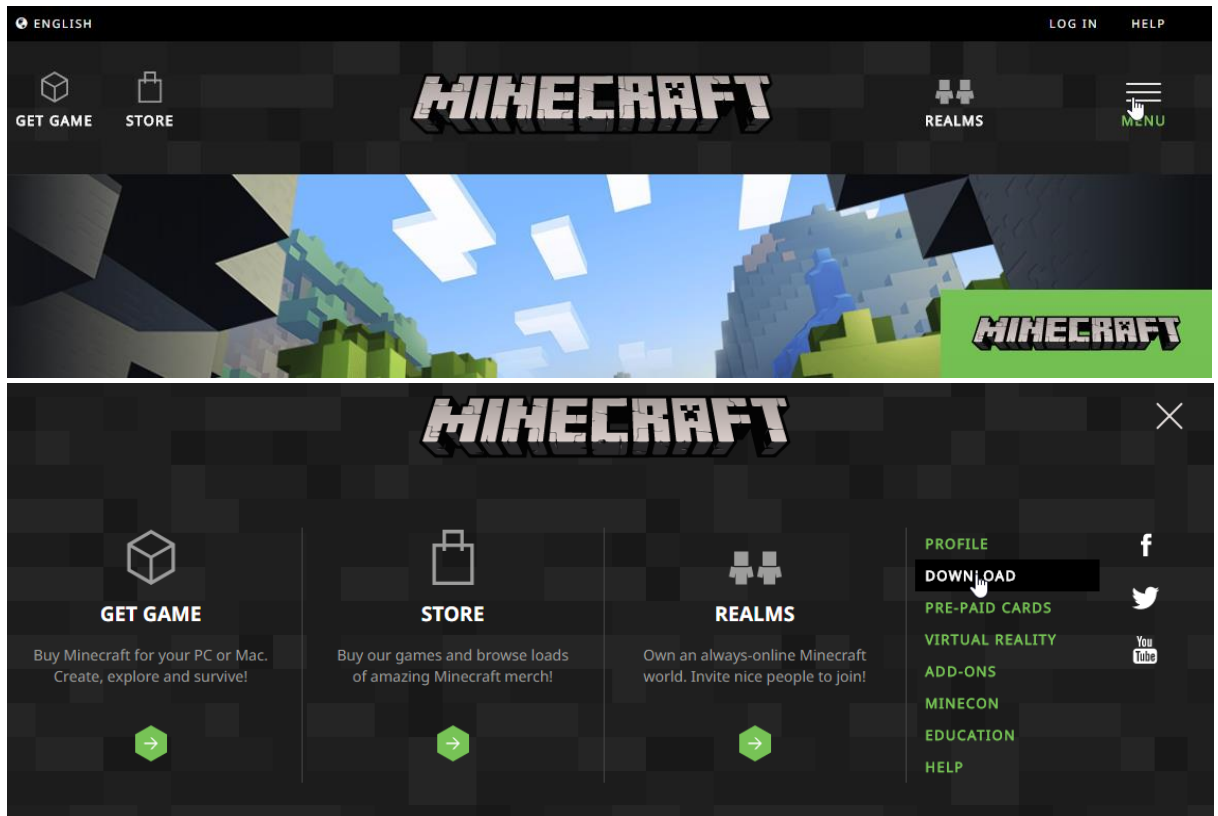 ENGLISH
LOG IN HELP
GET GAME STORE
MINECRAFT
REALMS MENU
MINECRAFT
MINECRAFT
GET GAME
Buy Minecraft for your PC or Mac.
Create, explore and survive!
STORE
Buy our games and browse loads
of amazing Minecraft merch!
REALMS
Own an always-online Minecraft
world. Invite nice people to join!
PROFILE
DOWNLOAD
PRE-PAID CARDS
VIRTUAL REALITY
ADD-ONS
MINECON
EDUCATION
HELP
f
You
Tube